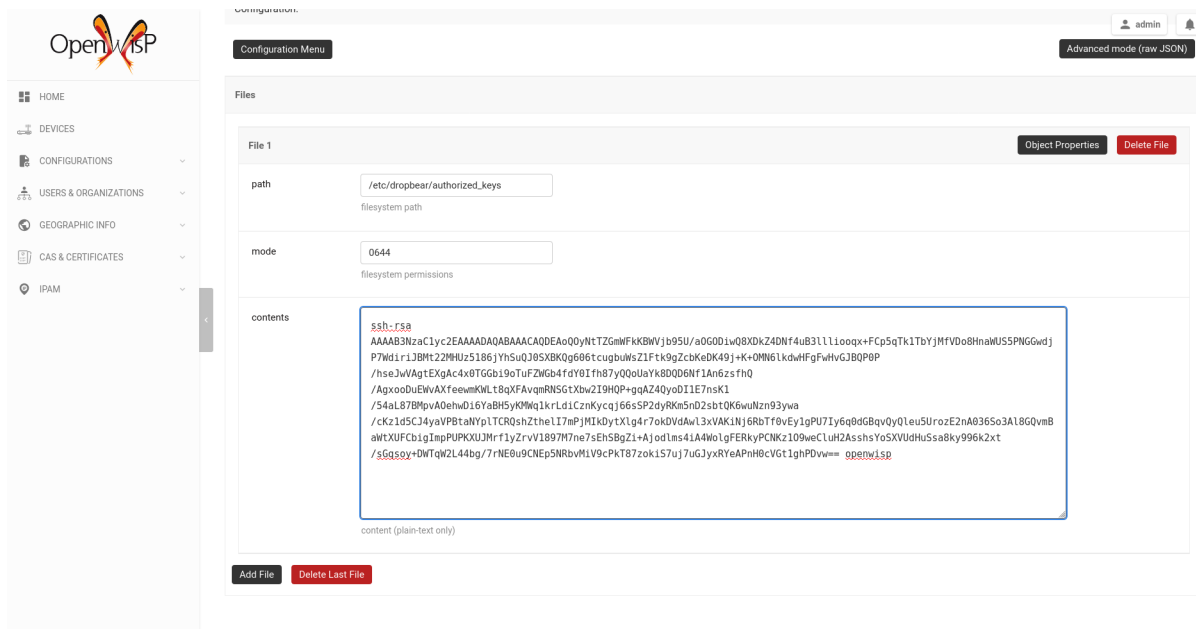 OpenWISP
Configuration.
admin
Configuration Menu
Advanced mode (raw JSON)
HOME
DEVICES
CONFIGURATIONS
USERS & ORGANIZATIONS
GEOGRAPHIC INFO
CAS & CERTIFICATES
IPAM
Files
File 1
Object Properties
Delete File
path
/etc/dropbear/authorized_keys
filesystem path
mode
0644
filesystem permissions
contents
ssh-rsa
AAAAB3NzaC1yc2EAAAADAQABAAACAQDEAoQOyNtTZGmWFkKBWVjb95U/aOGODiwQ8XDkZ4DNf4uB3llliooqx+FCp5qTk1TbYjMfVDo8HnaWUS5PNGGwdj
P7WdiriJBMt22MHUz5186jYhSuQJ0SXBKQg606tcugbuWsZ1Ftk9gZcbKeDK49j+K+OMN6lkdwHFgFwHvGJBQP0P
/hseJwVAgtEXgAc4x0TGGbi9oTuFZWGb4fdY0Ifh87yQQoUaYk8DQD6Nf1An6zsfhQ
/AgxooDuEWvAXfeewmKWLt8qXFAvqmRNSGtXbw2I9HQP+gqAZ4QyoDI1E7nsK1
/54aL87BMpvAOehwDi6YaBH5yKMWq1krLdiCznKycqj66sSP2dyRKm5nD2sbtQK6wuNzn93ywa
/cKz1d5CJ4yaVPBtaNYplTCRQshZthelI7mPjMIkDytXlg4r7okDVdAwl3xVAKiNj6RbTf0vEy1gPU7Iy6q0dGBqvQyQleu5UrozE2nA036So3Al8GQvmB
aWtXUFCbigImpPUPKXUJMrf1yZrvV1897M7ne7sEhSBgZi+Ajodlms4iA4WolgFERkyPCNKz1O9weCluH2AsshsYoSXVUdHuSsa8ky996k2xt
/sGqsoy+DWTqW2L44bg/7rNE0u9CNEp5NRbvMiV9cPkT87zokiS7uj7uGJyxRYeAPnH0cVGt1ghPDvw== openwisp
content (plain-text only)
Add File
Delete Last File